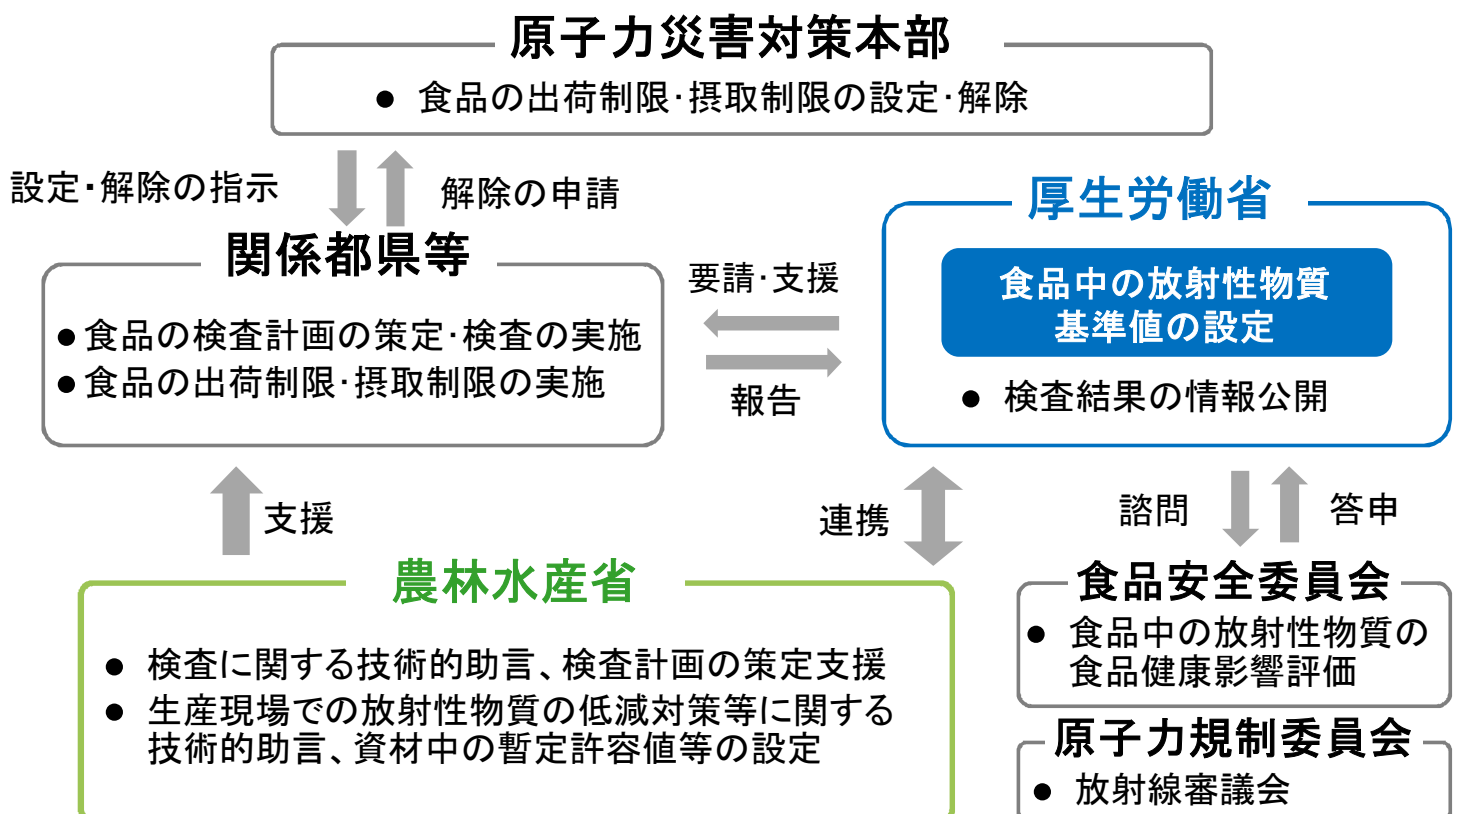 原子力災害対策本部
● 食品の出荷制限･摂取制限の設定･解除
設定・解除の指示
解除の申請
関係都県等
●食品の検査計画の策定･検査の実施
●食品の出荷制限･摂取制限の実施
要請･支援
報告
厚生労働省
食品中の放射性物質
基準値の設定
● 検査結果の情報公開
支援
連携
諮問
答申
農林水産省
● 検査に関する技術的助言、検査計画の策定支援
● 生産現場での放射性物質の低減対策等に関する
技術的助言、資材中の暫定許容値等の設定
食品安全委員会
● 食品中の放射性物質の
食品健康影響評価
原子力規制委員会
● 放射線審議会